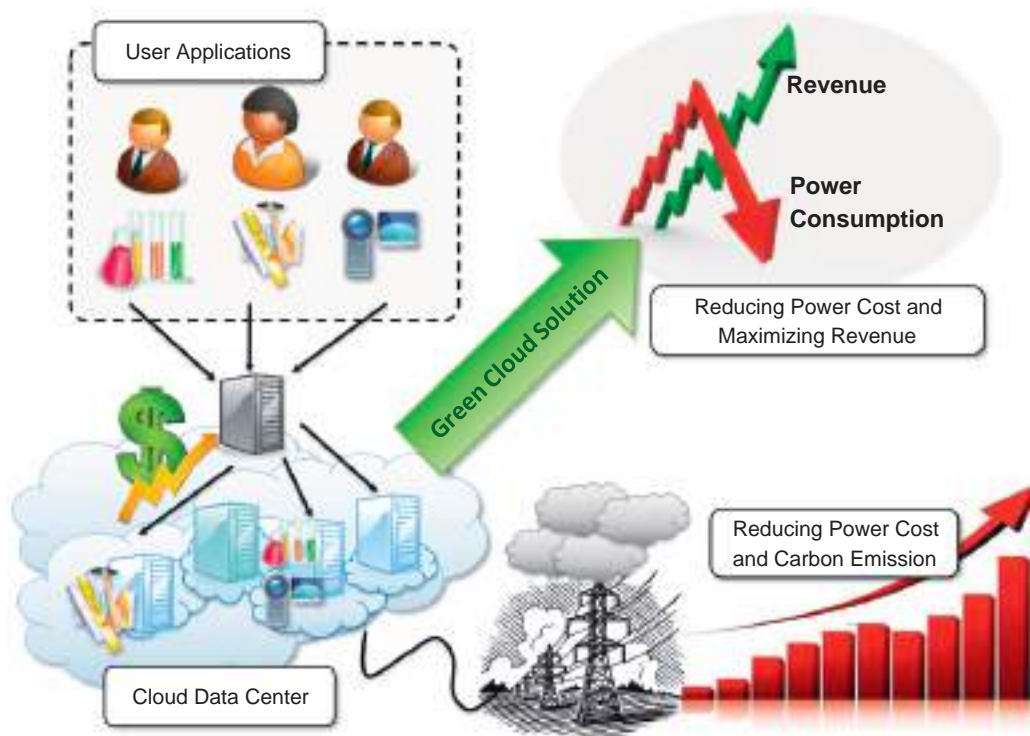 User Applications
Revenue
Power
Consumption
Reducing Power Cost and
Maximizing Revenue
Green Cloud Solution
$
Reducing Power Cost
and Carbon Emission
Cloud Data Center